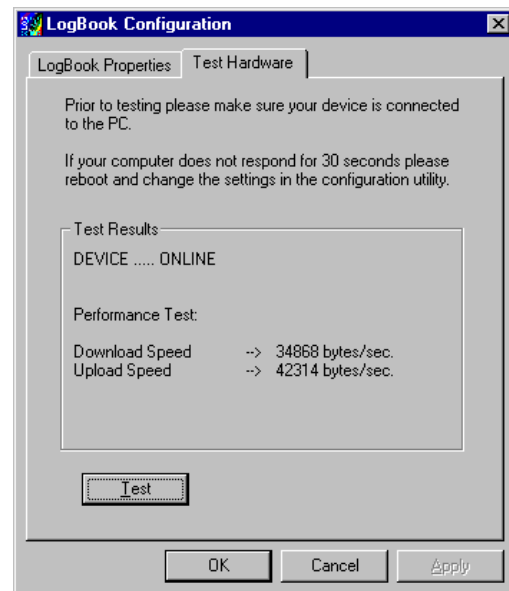 LogBook Configuration
LogBook Properties
Test Hardware
Prior to testing please make sure your device is connected
to the PC.
If your computer does not respond for 30 seconds please
reboot and change the settings in the configuration utility.
Test Results
DEVICE ..... ONLINE
Performance Test:
Download Speed --> 34868 bytes/sec.
Upload Speed --> 42314 bytes/sec.
Test
OK
Cancel
Apply